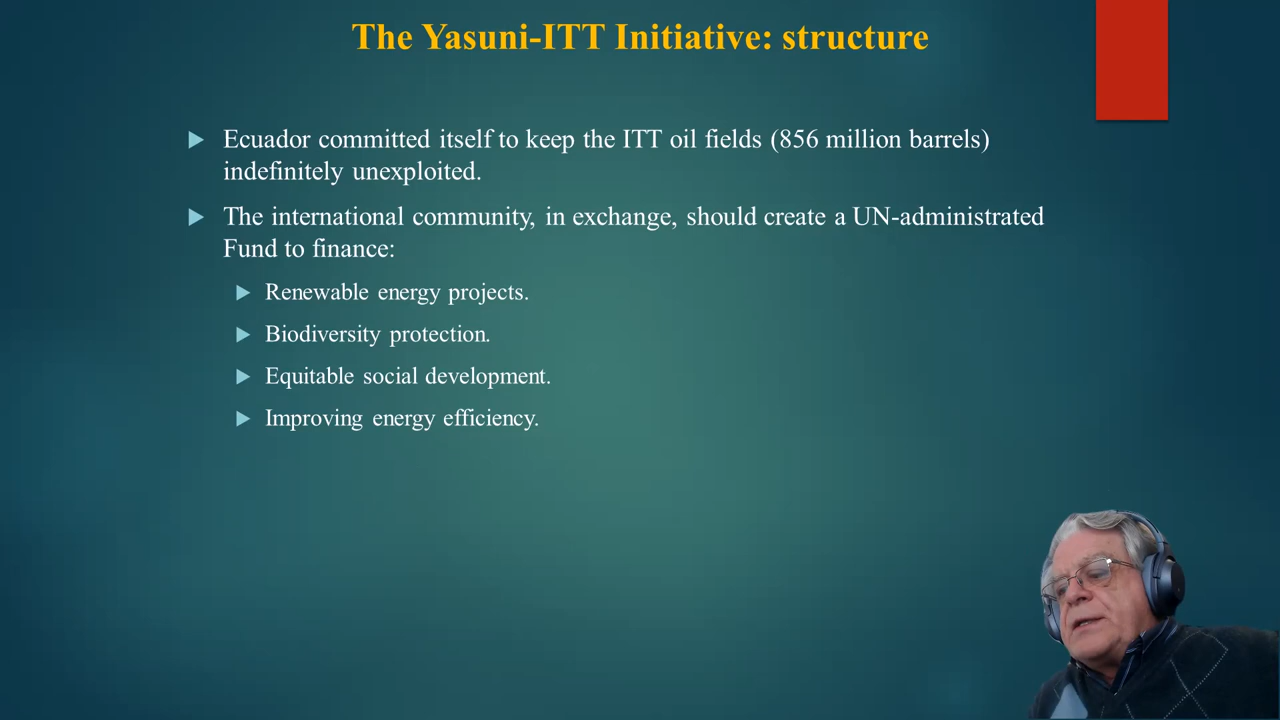 The Yasuni-ITT Initiative: structure
Ecuador committed itself to keep the ITT oil fields (856 million barrels)
indefinitely unexploited.
The international community, in exchange, should create a UN-administrated
Fund to finance:
Renewable energy projects.
Biodiversity protection.
Equitable social development.
Improving energy efficiency.